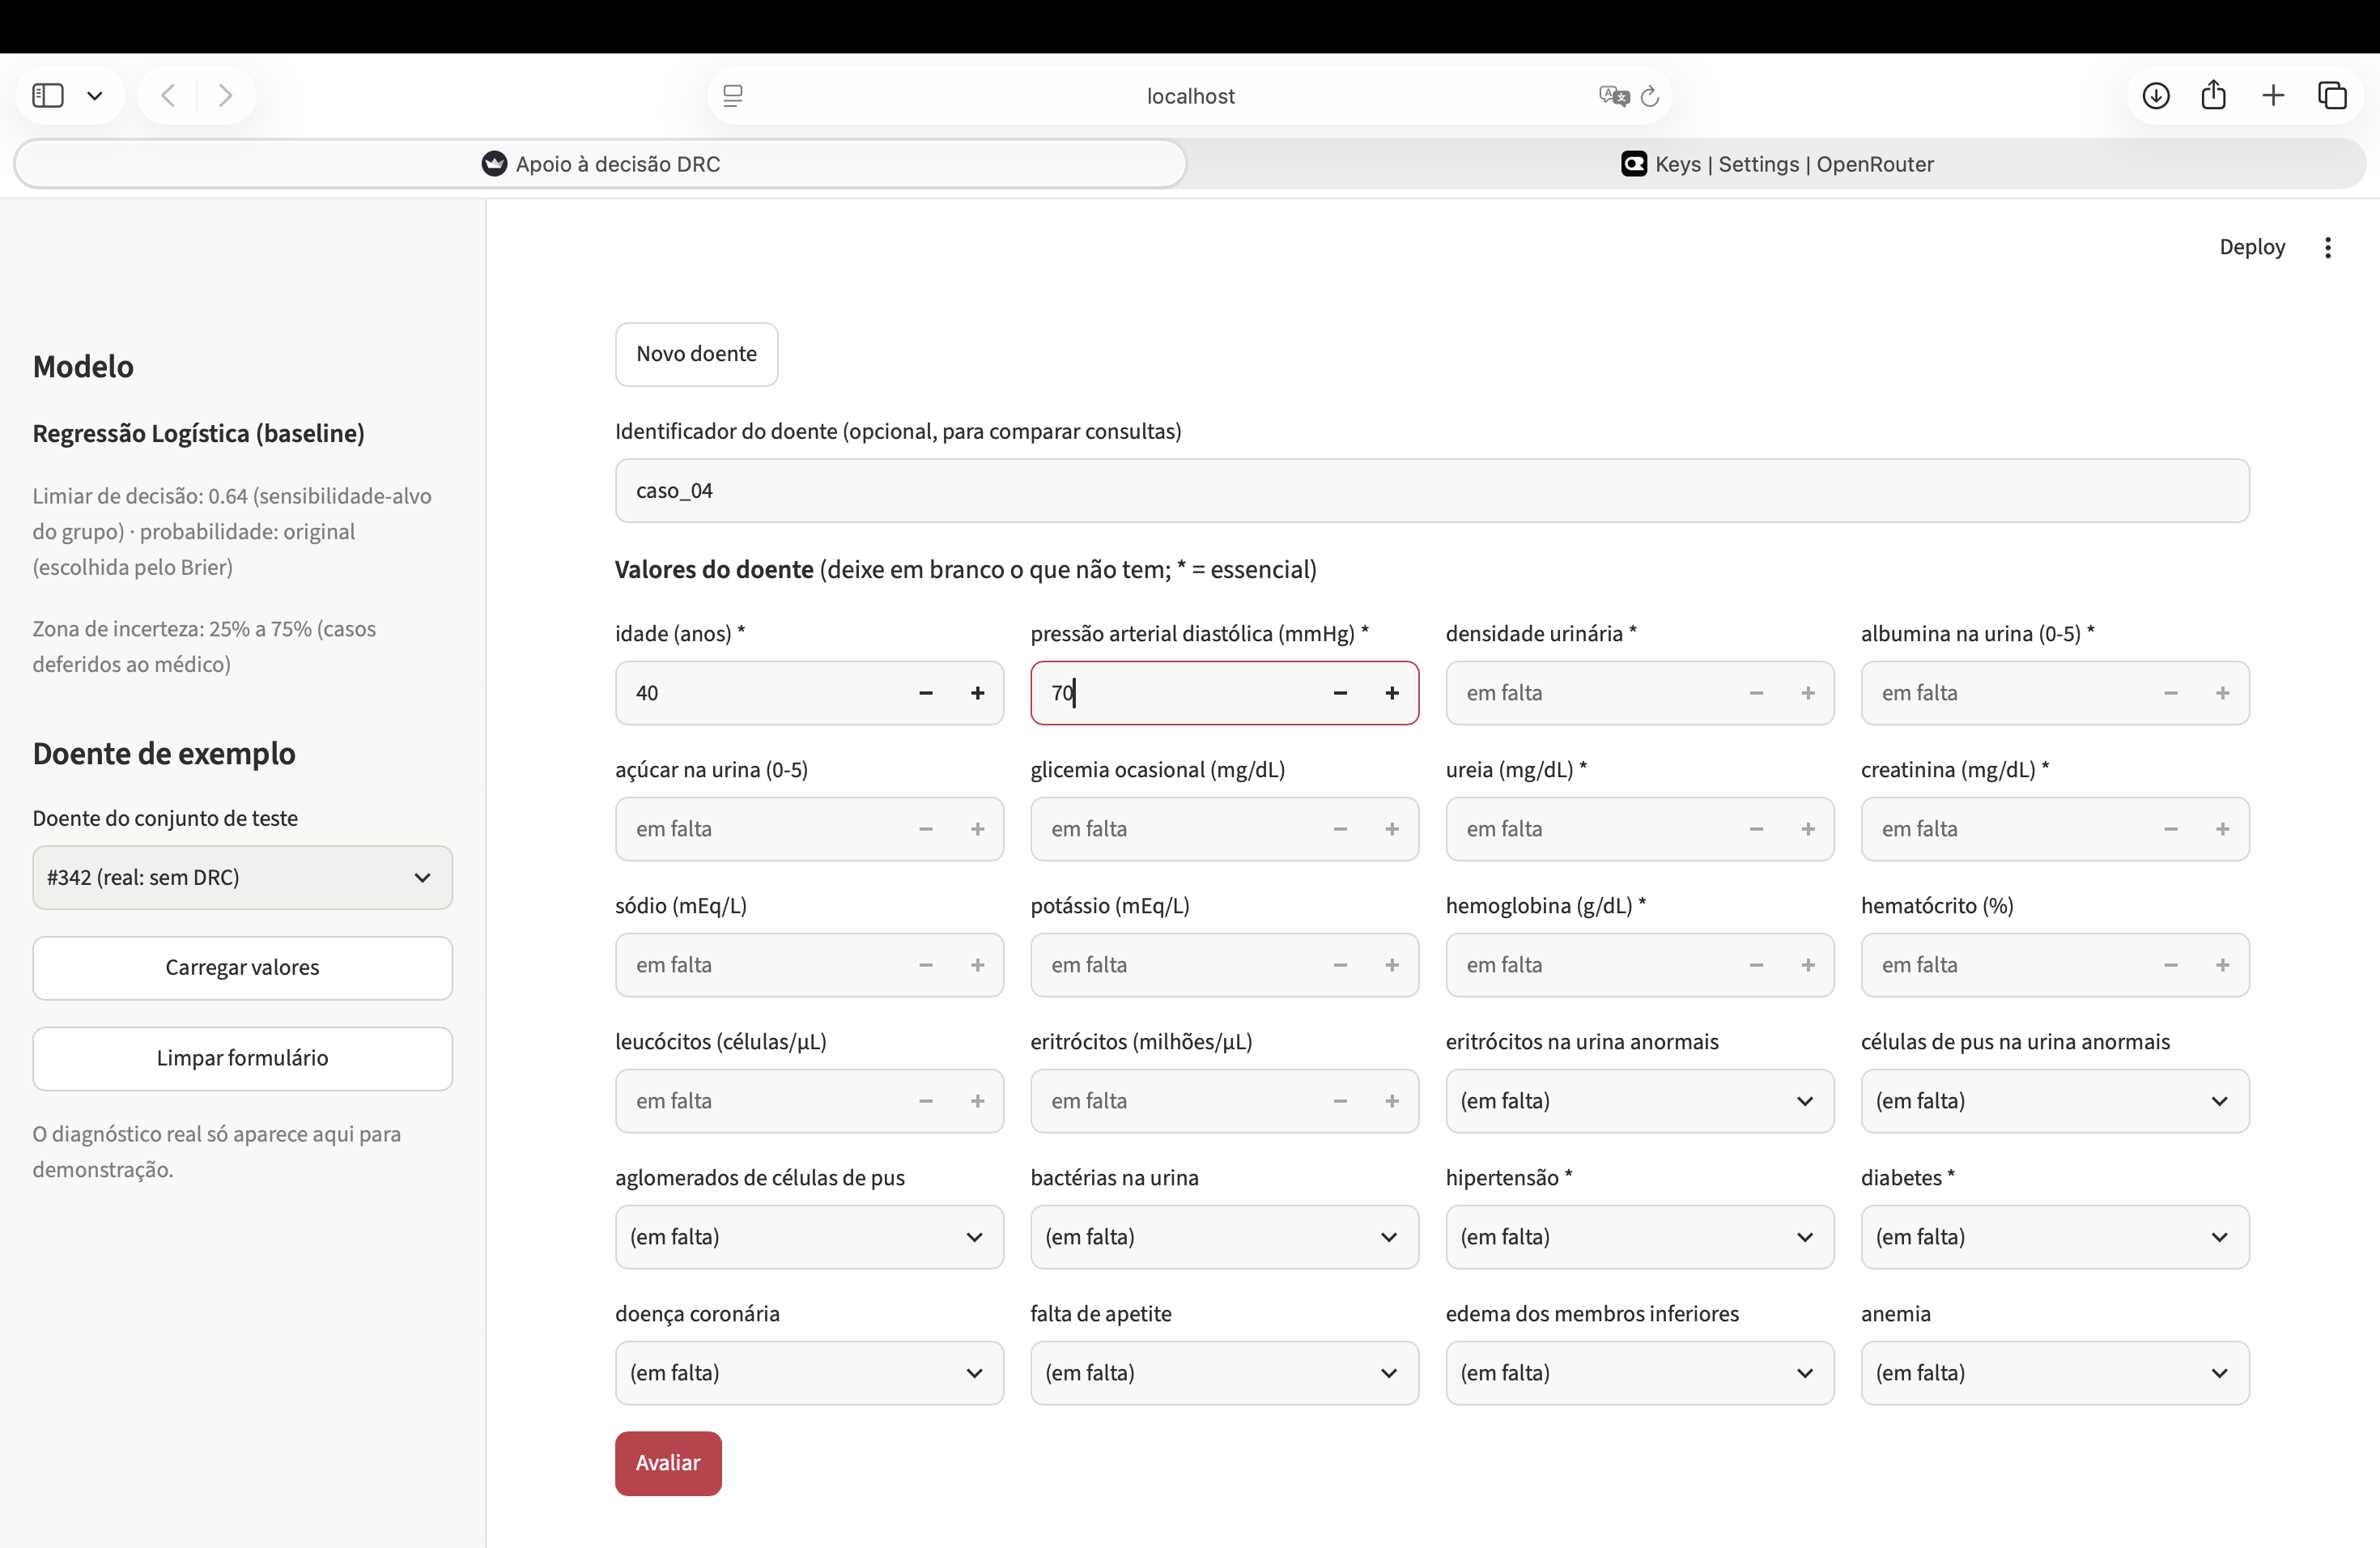 localhost
Apoio à decisão DRC
Keys | Settings | OpenRouter
Deploy
Modelo
Regressão Logística (baseline)
Limiar de decisão: 0.64 (sensibilidade-alvo
do grupo) · probabilidade: original
(escolhida pelo Brier)
Zona de incerteza: 25% a 75% (casos
deferidos ao médico)
Doente de exemplo
Doente do conjunto de teste
#342 (real: sem DRC)
Carregar valores
Limpar formulário
O diagnóstico real só aparece aqui para
demonstração.
Novo doente
Identificador do doente (opcional, para comparar consultas)
caso_04
Valores do doente (deixe em branco o que não tem; * = essencial)
idade (anos) * pressão arterial diastólica (mmHg) * densidade urinária * albumina na urina (0-5) *
40 70 em falta em falta
açúcar na urina (0-5) glicemia ocasional (mg/dL) ureia (mg/dL) * creatinina (mg/dL) *
em falta em falta em falta em falta
sódio (mEq/L) potássio (mEq/L) hemoglobina (g/dL) * hematócrito (%)
em falta em falta em falta em falta
leucócitos (células/µL) eritrócitos (milhões/µL) eritrócitos na urina anormais células de pus na urina anormais
em falta em falta (em falta) (em falta)
aglomerados de células de pus bactérias na urina hipertensão * diabetes *
(em falta) (em falta) (em falta) (em falta)
doença coronária falta de apetite edema dos membros inferiores anemia
(em falta) (em falta) (em falta) (em falta)
Avaliar